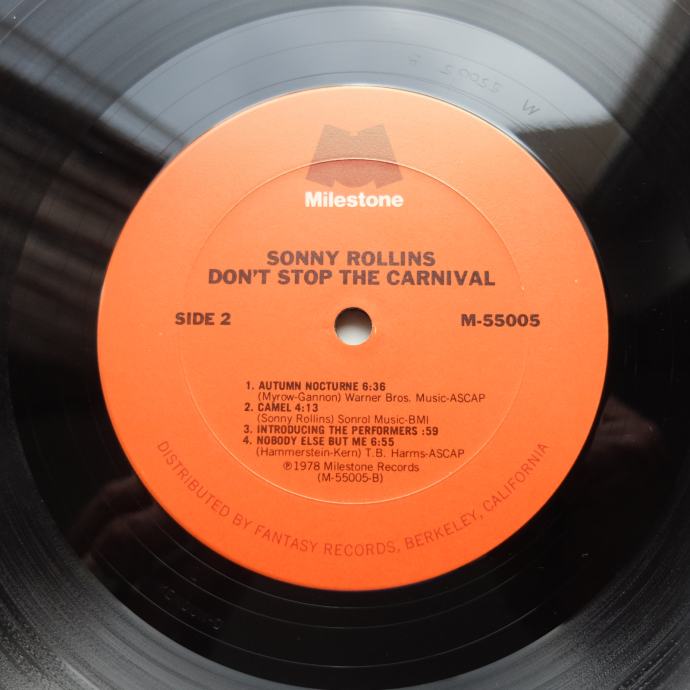 Milestone
SONNY ROLLINS
DON'T STOP THE CARNIVAL
SIDE 2
M-55005
1. AUTUMN NOCTURNE 6:36
(Myrow-Gannon) Warner Bros. Music-ASCAP
2. CAMEL 4:13
(Sonny Rollins) Sonrol Music-BMI
3. INTRODUCING THE PERFORMERS :59
4. NOBODY ELSE BUT ME 6:55
(Hammerstein-Kern) T.B. Harms-ASCAP
℗1978 Milestone Records
(M-55005-B)
DISTRIBUTED BY FANTASY RECORDS, BERKELEY, CALIFORNIA